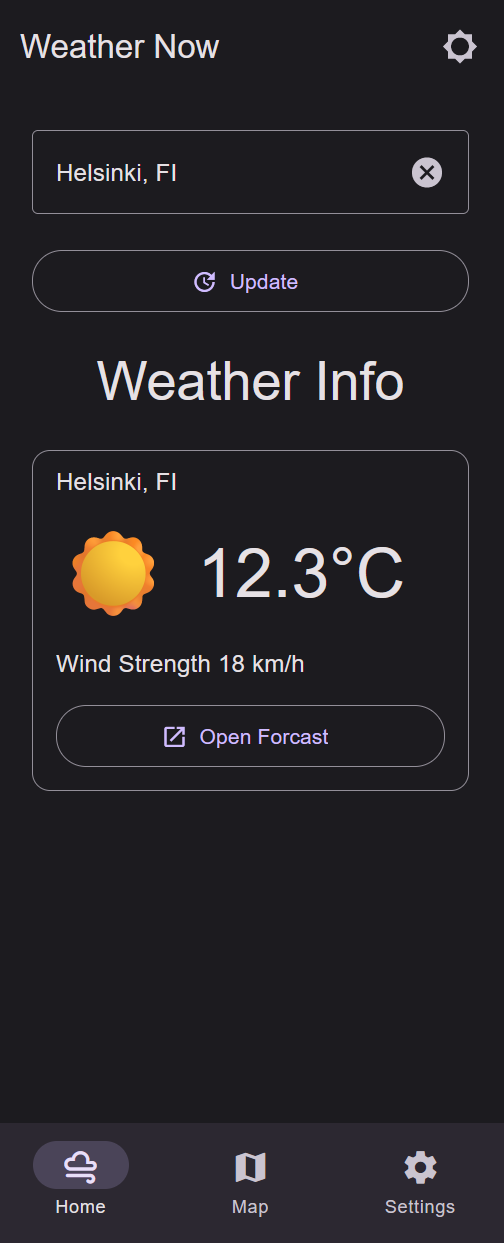 Weather Now
Helsinki, FI
Update
Weather Info
Helsinki, FI
12.3°C
Wind Strength 18 km/h
Open Forcast
Home
Map
Settings